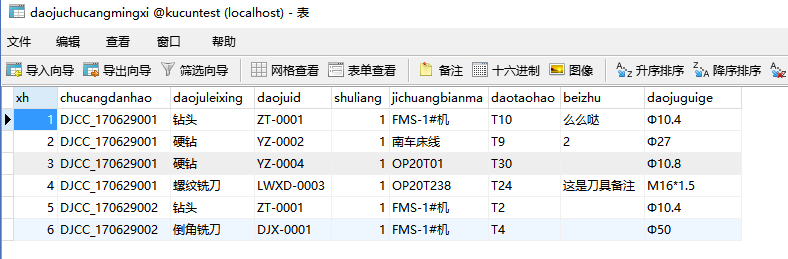 daojuchucangmingxi @kucuntest (localhost) - 表
文件 编辑 查看 窗口 帮助
导入向导 导出向导 筛选向导 网格查看 表单查看 备注 十六进制 图像 升序排序 降序排序
xh chucangdanhao daojuleixing daojuid shuliang jichuangbianma daotaohao beizhu daojuguige
1 DJCC_170629001 钻头 ZT-0001 1 FMS-1#机 T10 么么哒 Φ10.4
2 DJCC_170629001 硬钻 YZ-0002 1 南车床线 T9 2 Φ27
3 DJCC_170629001 硬钻 YZ-0004 1 OP20T01 T30 Φ10.8
4 DJCC_170629001 螺纹铣刀 LWXD-0003 1 OP20T238 T24 这是刀具备注 M16*1.5
5 DJCC_170629002 钻头 ZT-0001 1 FMS-1#机 T2 Φ10.4
6 DJCC_170629002 倒角铣刀 DJX-0001 1 FMS-1#机 T4 Φ50